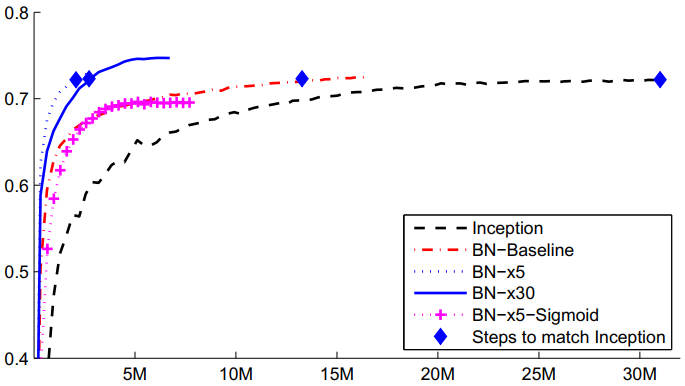 0.8
0.7
0.6
0.5
0.4
5M 10M 15M 20M 25M 30M
Inception
BN−Baseline
BN−x5
BN−x30
BN−x5−Sigmoid
Steps to match Inception